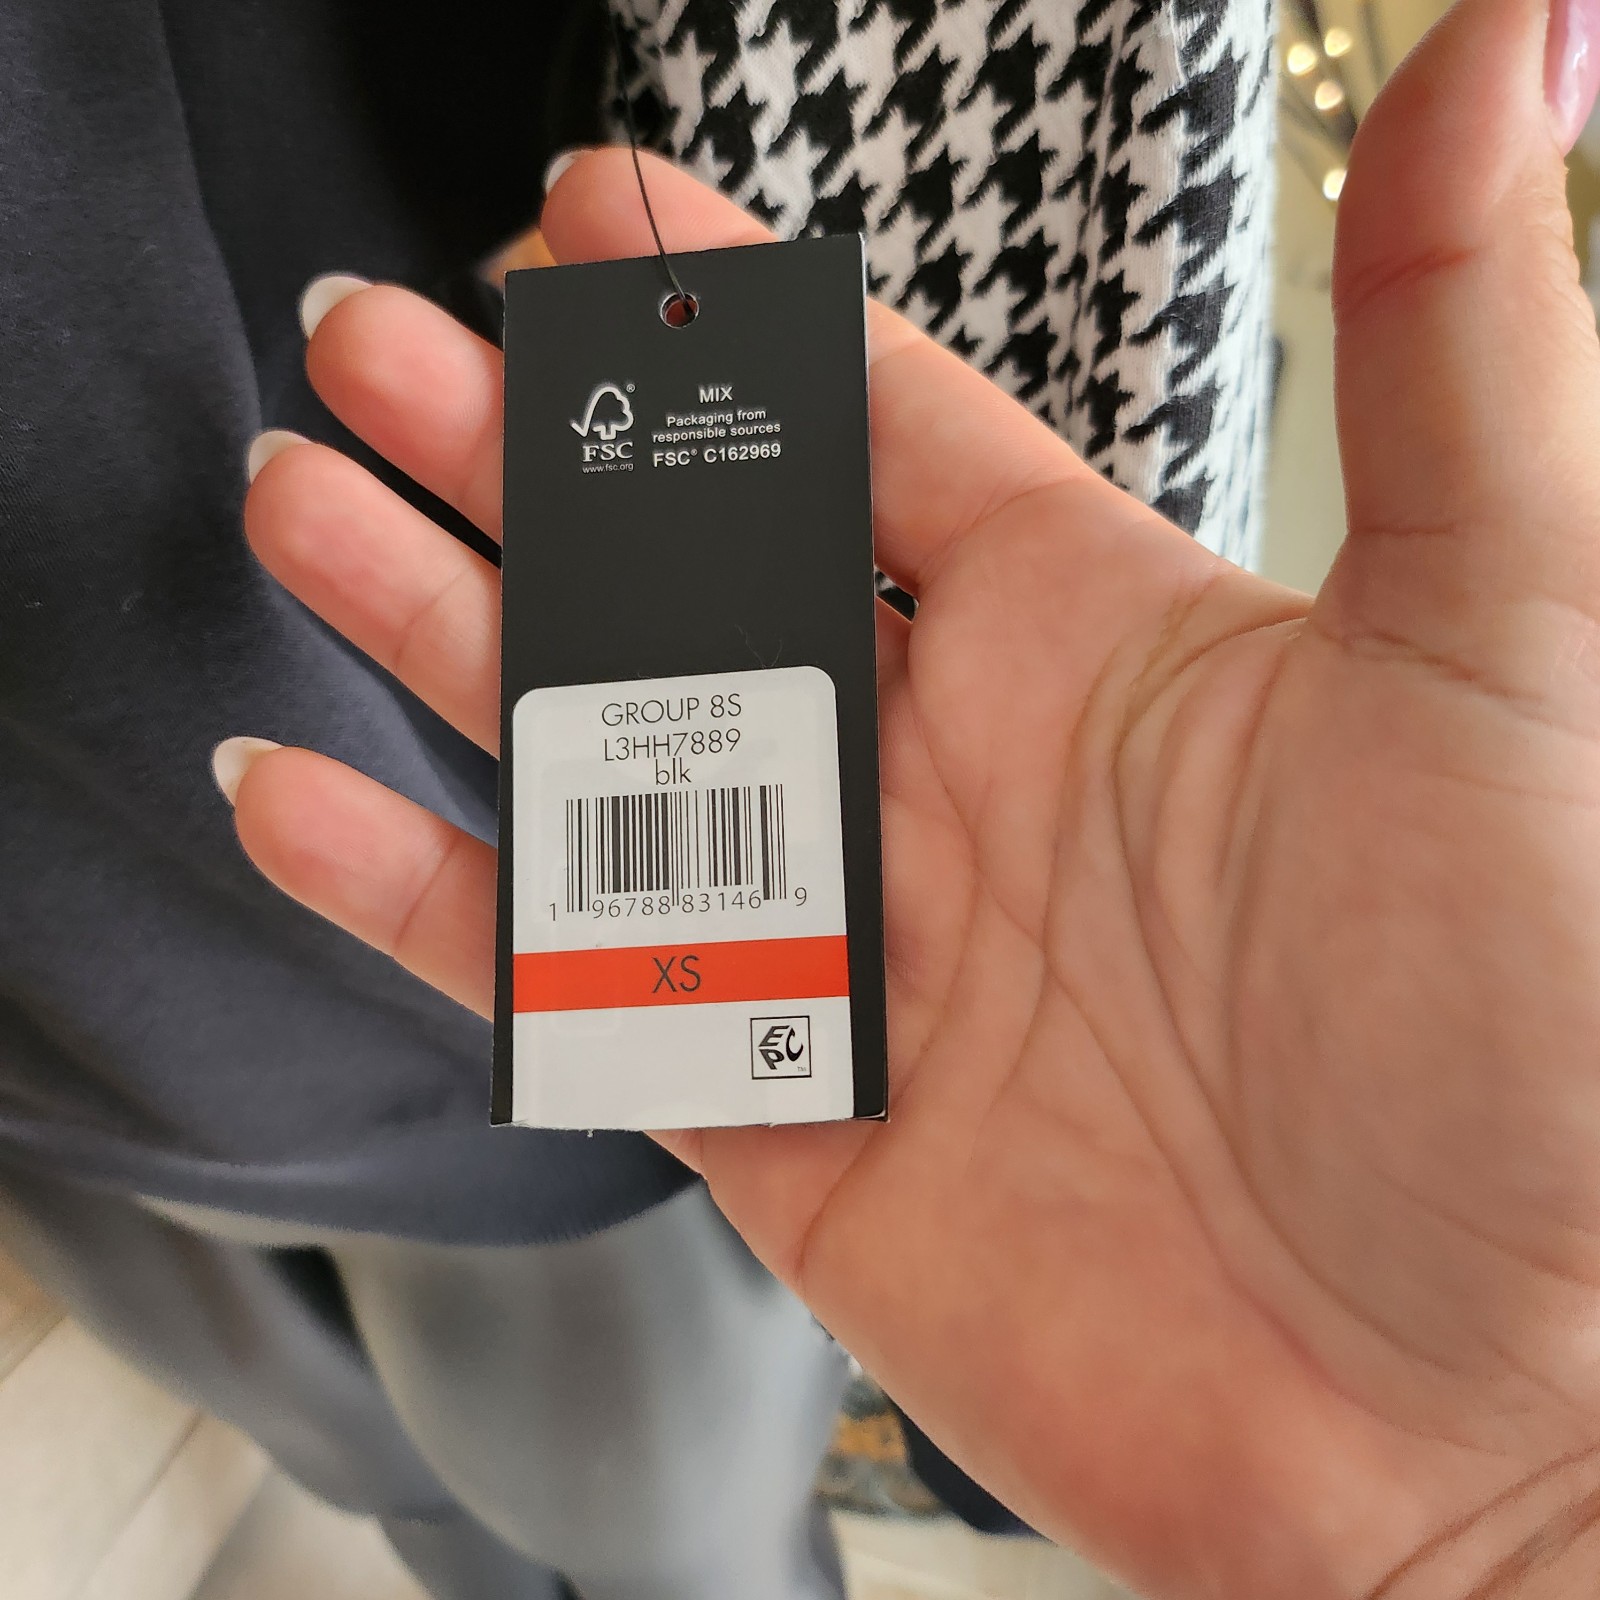 ®
FSC
www.fsc.org
MIX
Packaging from
responsible sources
FSC® C162969
GROUP 8S
L3HH7889
blk
1 96788 83146 9
XS
EPC
™